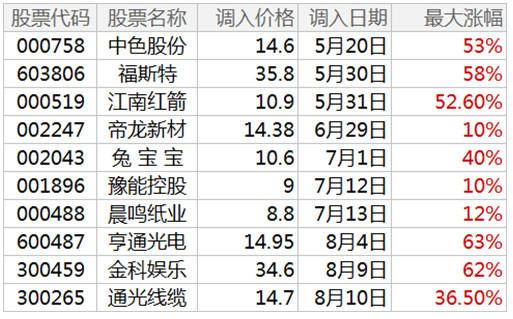 股票代码 股票名称 调入价格 调入日期 最大涨幅
000758 中色股份 14.6 5月20日 53%
603806 福斯特 35.8 5月30日 58%
000519 江南红箭 10.9 5月31日 52.60%
002247 帝龙新材 14.38 6月29日 10%
002043 兔 宝 宝 10.6 7月1日 40%
001896 豫能控股 9 7月12日 10%
000488 晨鸣纸业 8.8 7月13日 12%
600487 亨通光电 14.95 8月4日 63%
300459 金科娱乐 34.6 8月9日 62%
300265 通光线缆 14.7 8月10日 36.50%